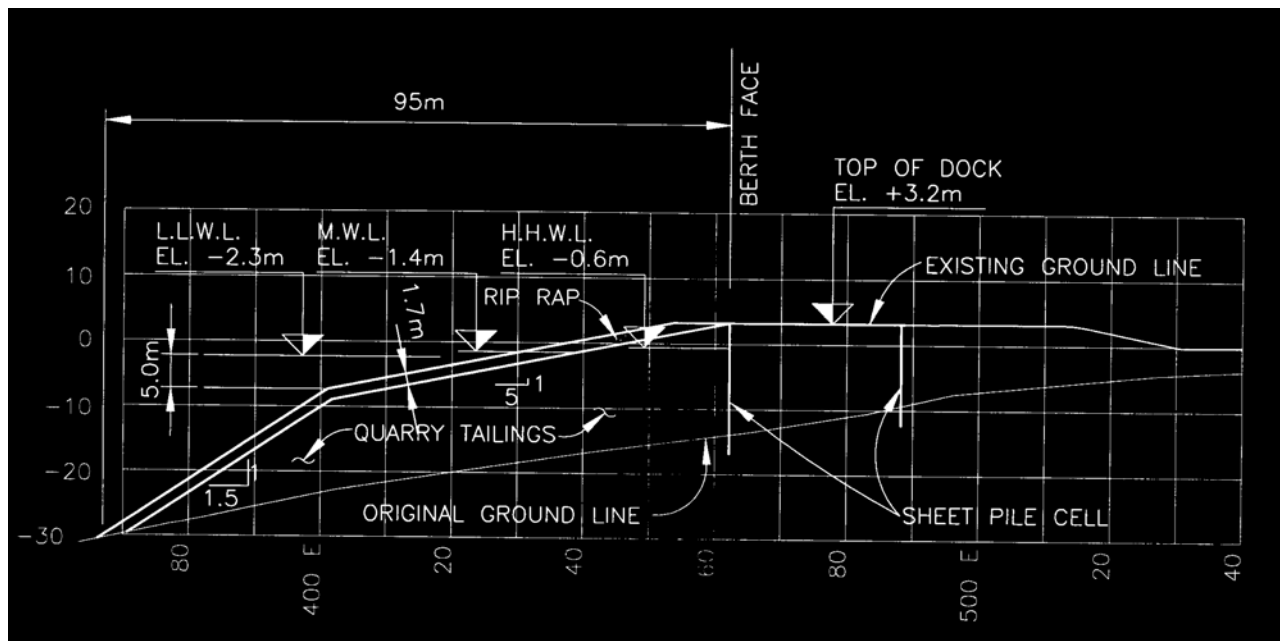 95m
BERTH FACE
TOP OF DOCK
EL. +3.2m
20
L.L.W.L.
EL. -2.3m
M.W.L.
EL. -1.4m
H.H.W.L.
EL. -0.6m
EXISTING GROUND LINE
10
RIP RAP
1.7m
0
5.0m
1
5
-10
QUARRY TAILINGS
-20
1
1.5
ORIGINAL GROUND LINE
SHEET PILE CELL
-30
80
400 E
20
40
60
80
500 E
20
40